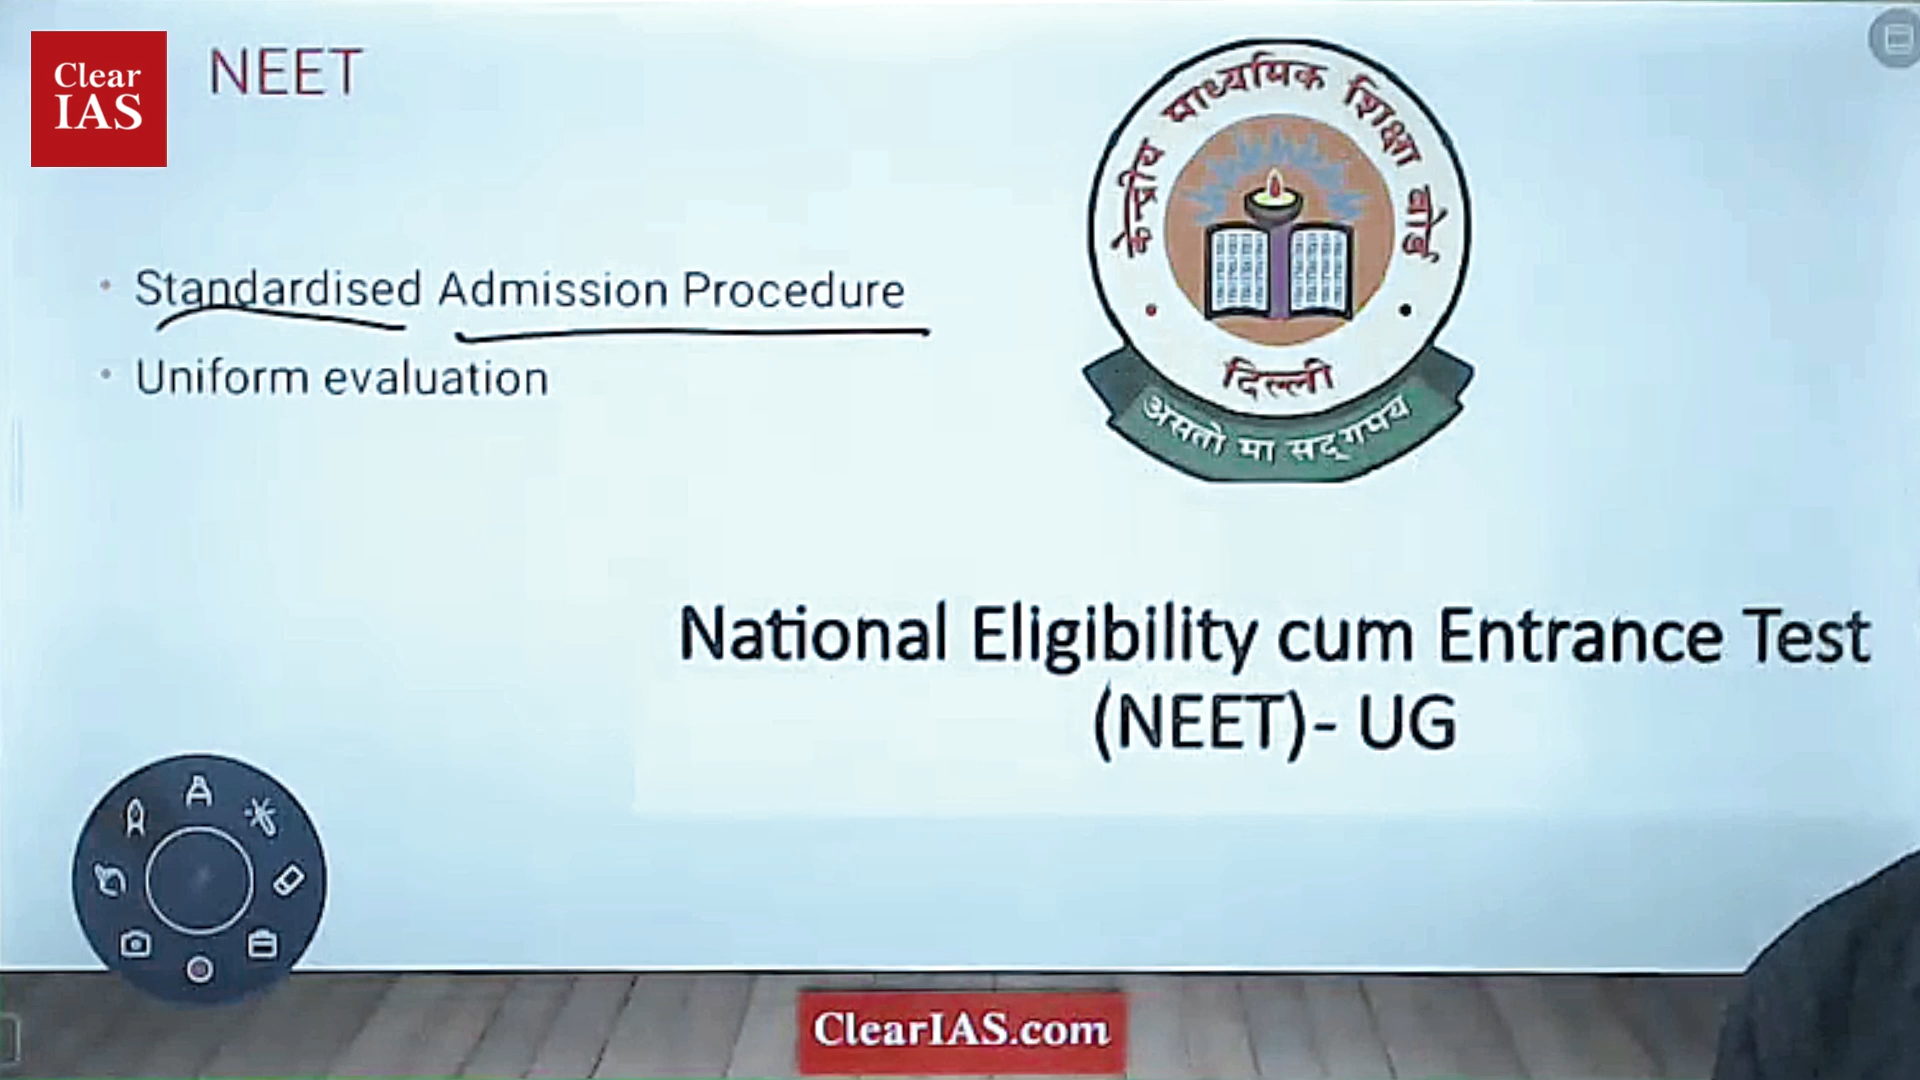 Clear
IAS
NEET
• Standardised Admission Procedure
• Uniform evaluation
केन्द्रीय माध्यमिक शिक्षा बोर्ड
दिल्ली
असतो मा सद्गमय
National Eligibility cum Entrance Test
(NEET)- UG
ClearIAS.com